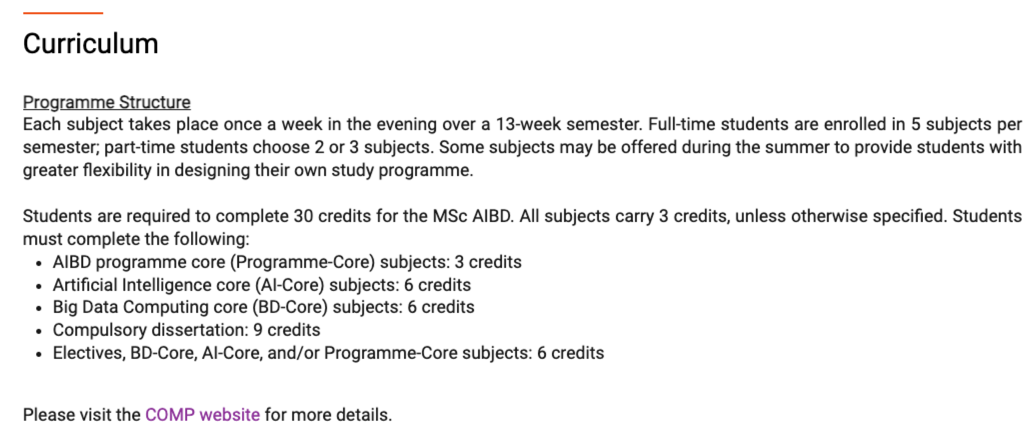 Curriculum
Programme Structure
Each subject takes place once a week in the evening over a 13-week semester. Full-time students are enrolled in 5 subjects per
semester; part-time students choose 2 or 3 subjects. Some subjects may be offered during the summer to provide students with
greater flexibility in designing their own study programme.
Students are required to complete 30 credits for the MSc AIBD. All subjects carry 3 credits, unless otherwise specified. Students
must complete the following:
• AIBD programme core (Programme-Core) subjects: 3 credits
• Artificial Intelligence core (AI-Core) subjects: 6 credits
• Big Data Computing core (BD-Core) subjects: 6 credits
• Compulsory dissertation: 9 credits
• Electives, BD-Core, AI-Core, and/or Programme-Core subjects: 6 credits
Please visit the COMP website for more details.